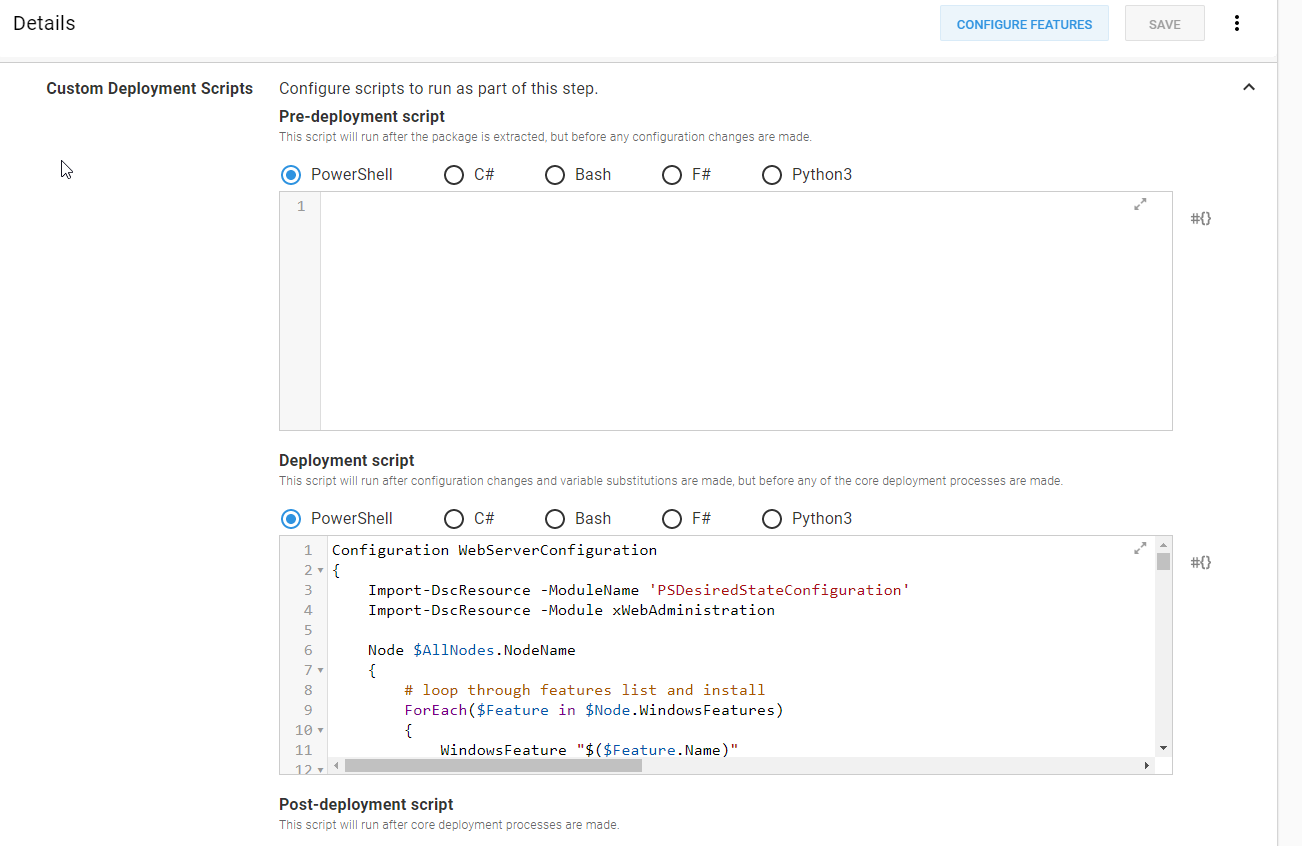 Details
CONFIGURE FEATURES
SAVE
Custom Deployment Scripts
Configure scripts to run as part of this step.
Pre-deployment script
This script will run after the package is extracted, but before any configuration changes are made.
PowerShell C# Bash F# Python3
1
#{}
Deployment script
This script will run after configuration changes and variable substitutions are made, but before any of the core deployment processes are made.
PowerShell C# Bash F# Python3
#{}
1 Configuration WebServerConfiguration
2 {
3     Import-DscResource -ModuleName 'PSDesiredStateConfiguration'
4     Import-DscResource -Module xWebAdministration
5
6     Node $AllNodes.NodeName
7     {
8         # loop through features list and install
9         ForEach($Feature in $Node.WindowsFeatures)
10         {
11             WindowsFeature "$($Feature.Name)"
12
Post-deployment script
This script will run after core deployment processes are made.